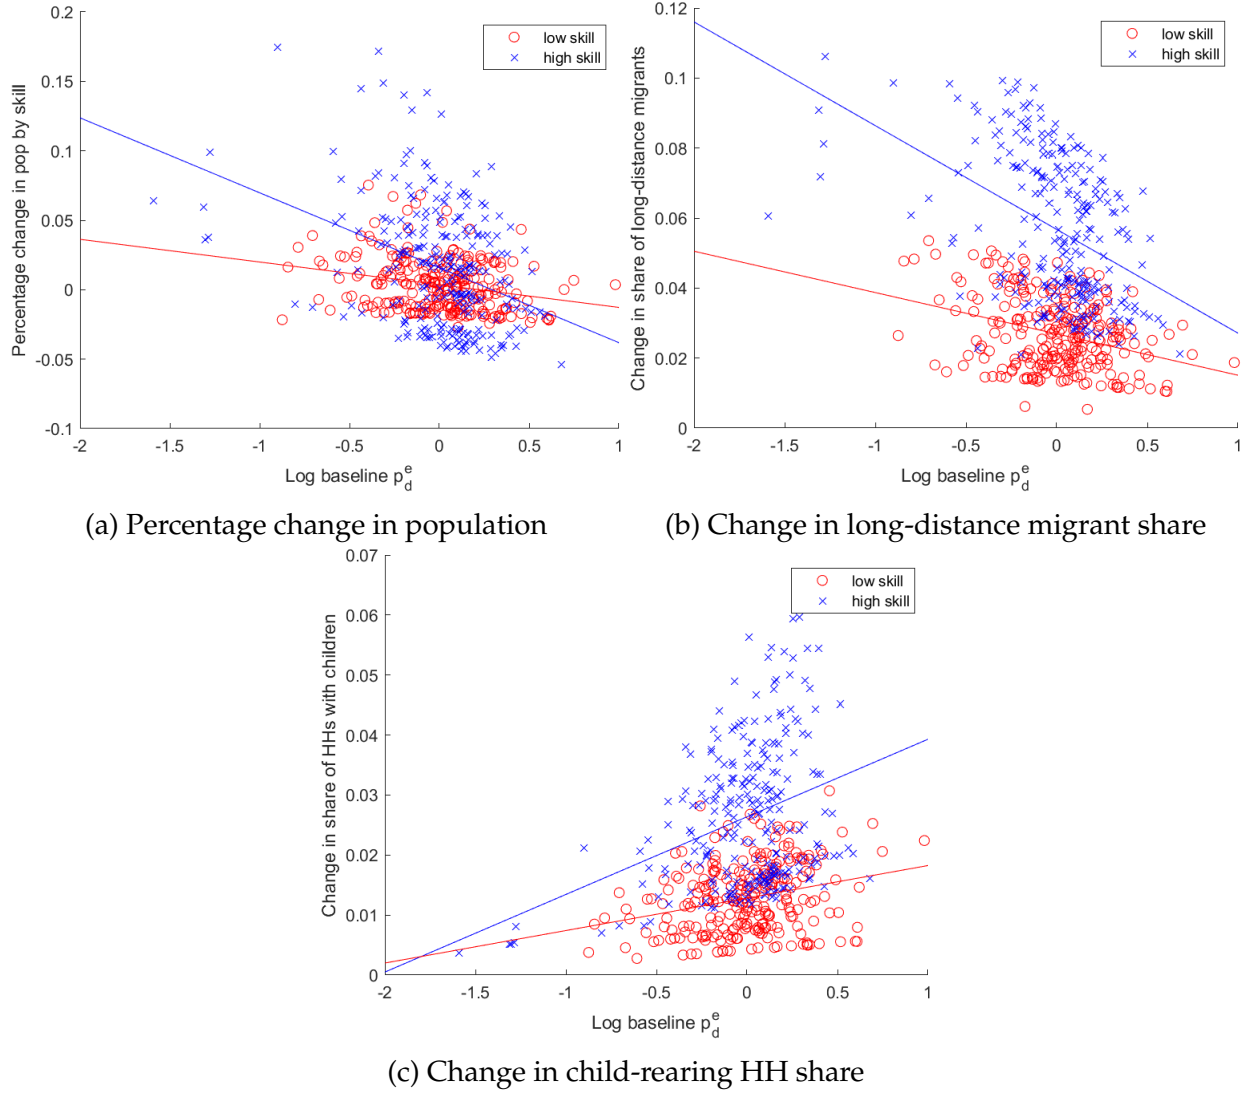 0.2
0.15
0.1
0.05
0
-0.05
-0.1
Percentage change in pop by skill
low skill
high skill
-2
-1.5
-1
-0.5
0
0.5
1
Log baseline p_d^e
(a) Percentage change in population
0.12
0.1
0.08
0.06
0.04
0.02
0
Change in share of long-distance migrants
low skill
high skill
-2
-1.5
-1
-0.5
0
0.5
1
Log baseline p_d^e
(b) Change in long-distance migrant share
0.07
0.06
0.05
0.04
0.03
0.02
0.01
0
Change in share of HHs with children
low skill
high skill
-2
-1.5
-1
-0.5
0
0.5
1
Log baseline p_d^e
(c) Change in child-rearing HH share